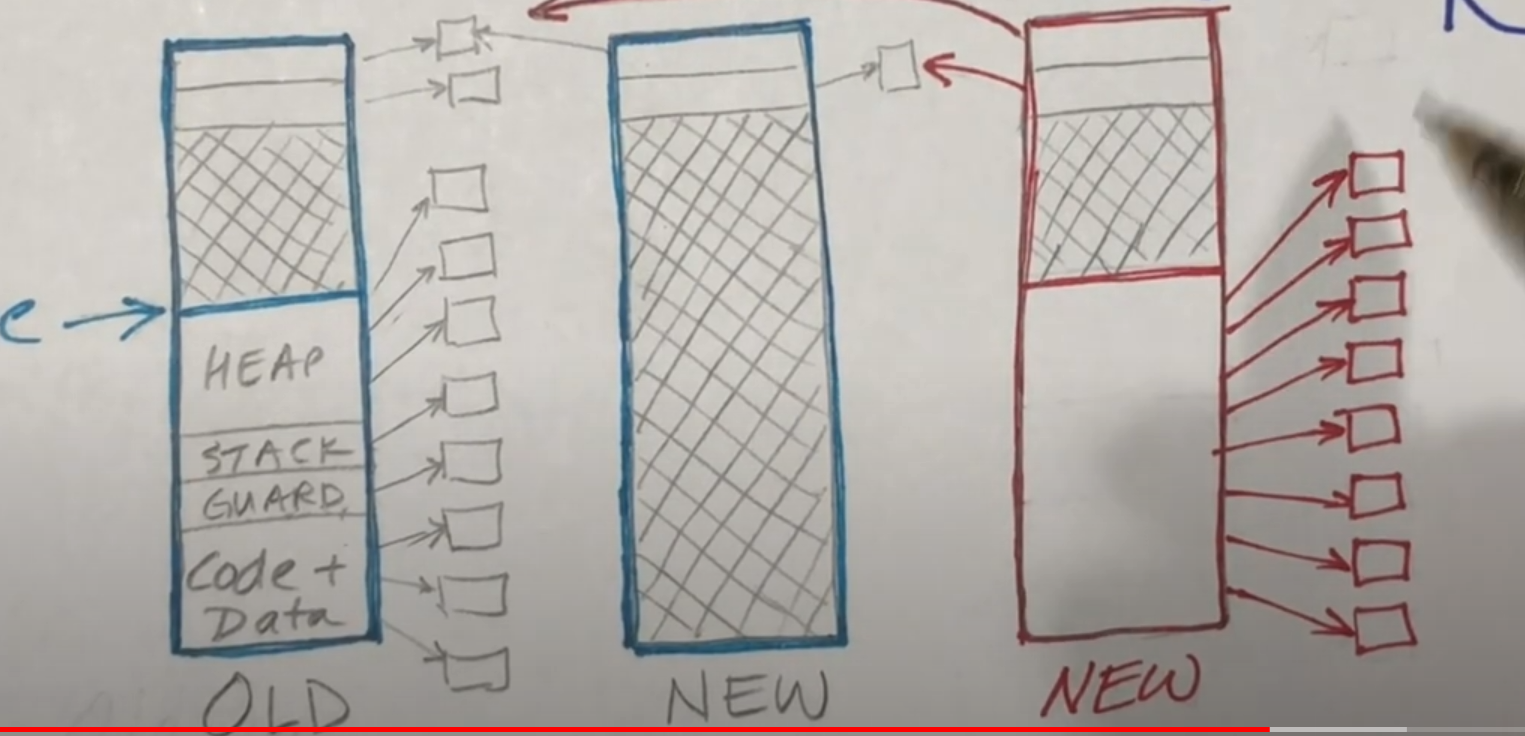 e
HEAP
STACK
GUARD
Code +
Data
OLD
NEW
NEW